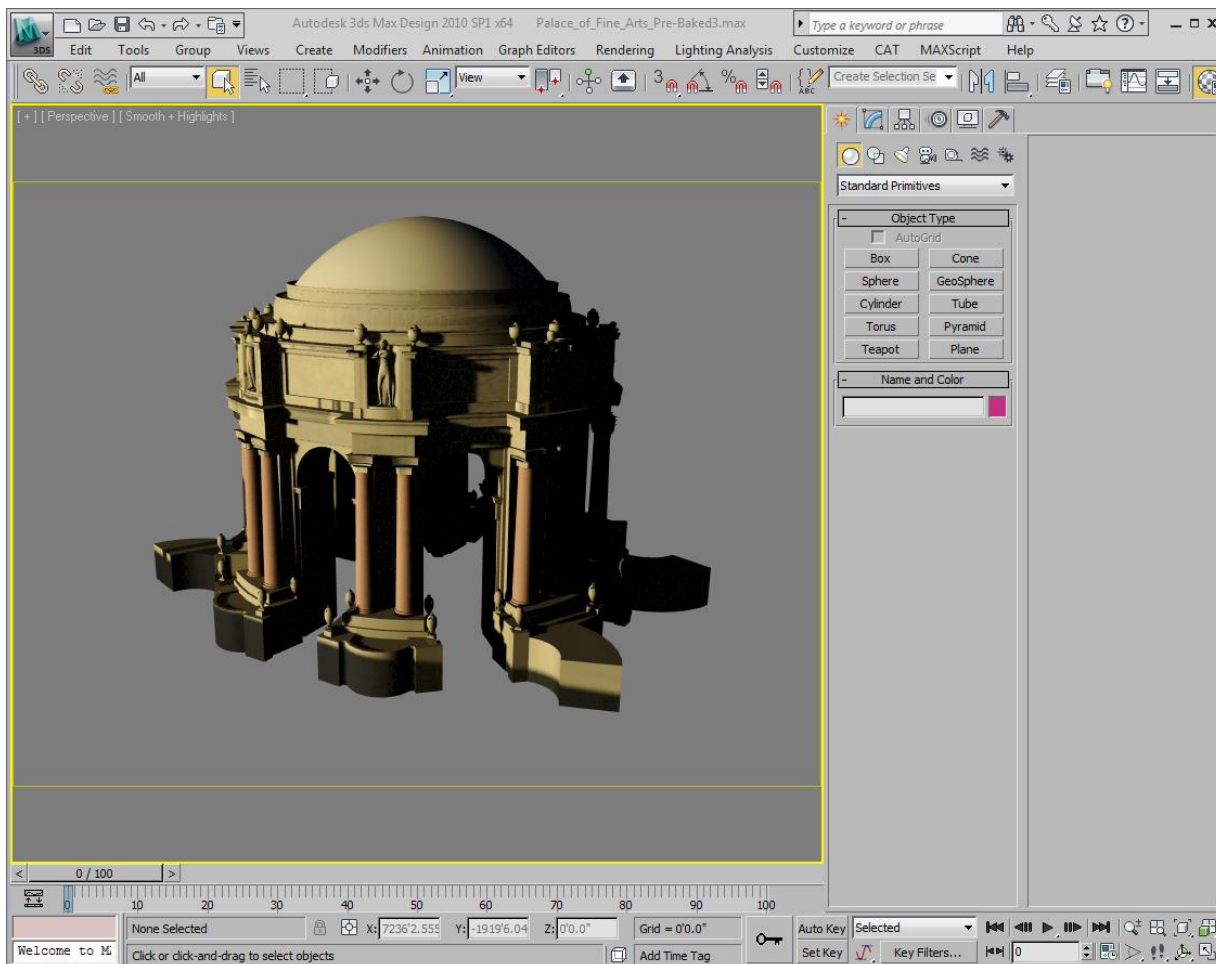 Autodesk 3ds Max Design 2010 SP1 x64 Palace_of_Fine_Arts_Pre-Baked3.max
Type a keyword or phrase
3DS Edit Tools Group Views Create Modifiers Animation Graph Editors Rendering Lighting Analysis Customize CAT MAXScript Help
All View 3 % ABC Create Selection Se
[ + ] [ Perspective ] [ Smooth + Highlights ]
Standard Primitives
- Object Type
AutoGrid
Box Cone
Sphere GeoSphere
Cylinder Tube
Torus Pyramid
Teapot Plane
- Name and Color
< 0 / 100 >
0 10 20 30 40 50 60 70 80 90 100
None Selected X: 7236'2.555 Y: -1919'6.04 Z: 0'0.0" Grid = 0'0.0" Auto Key Selected
Welcome to M Click or click-and-drag to select objects Add Time Tag Set Key Key Filters... 0